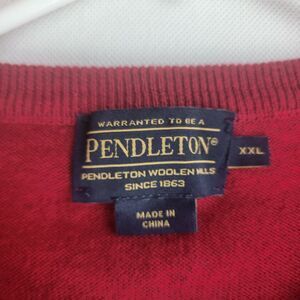 WARRANTED TO BE A
PENDLETON®
XXL
PENDLETON WOOLEN MILLS
SINCE 1863
MADE IN
CHINA